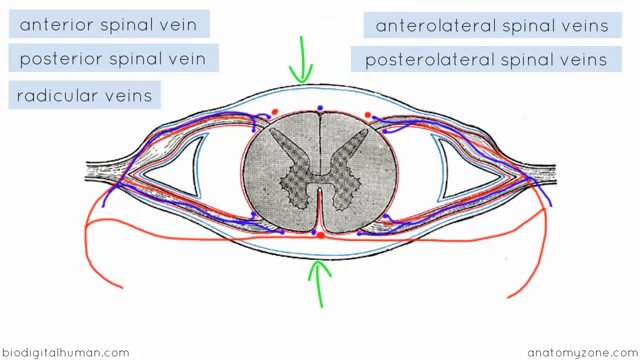 anterior spinal vein
posterior spinal vein
radicular veins
anterolateral spinal veins
posterolateral spinal veins
biodigitalhuman.com
anatomyzone.com